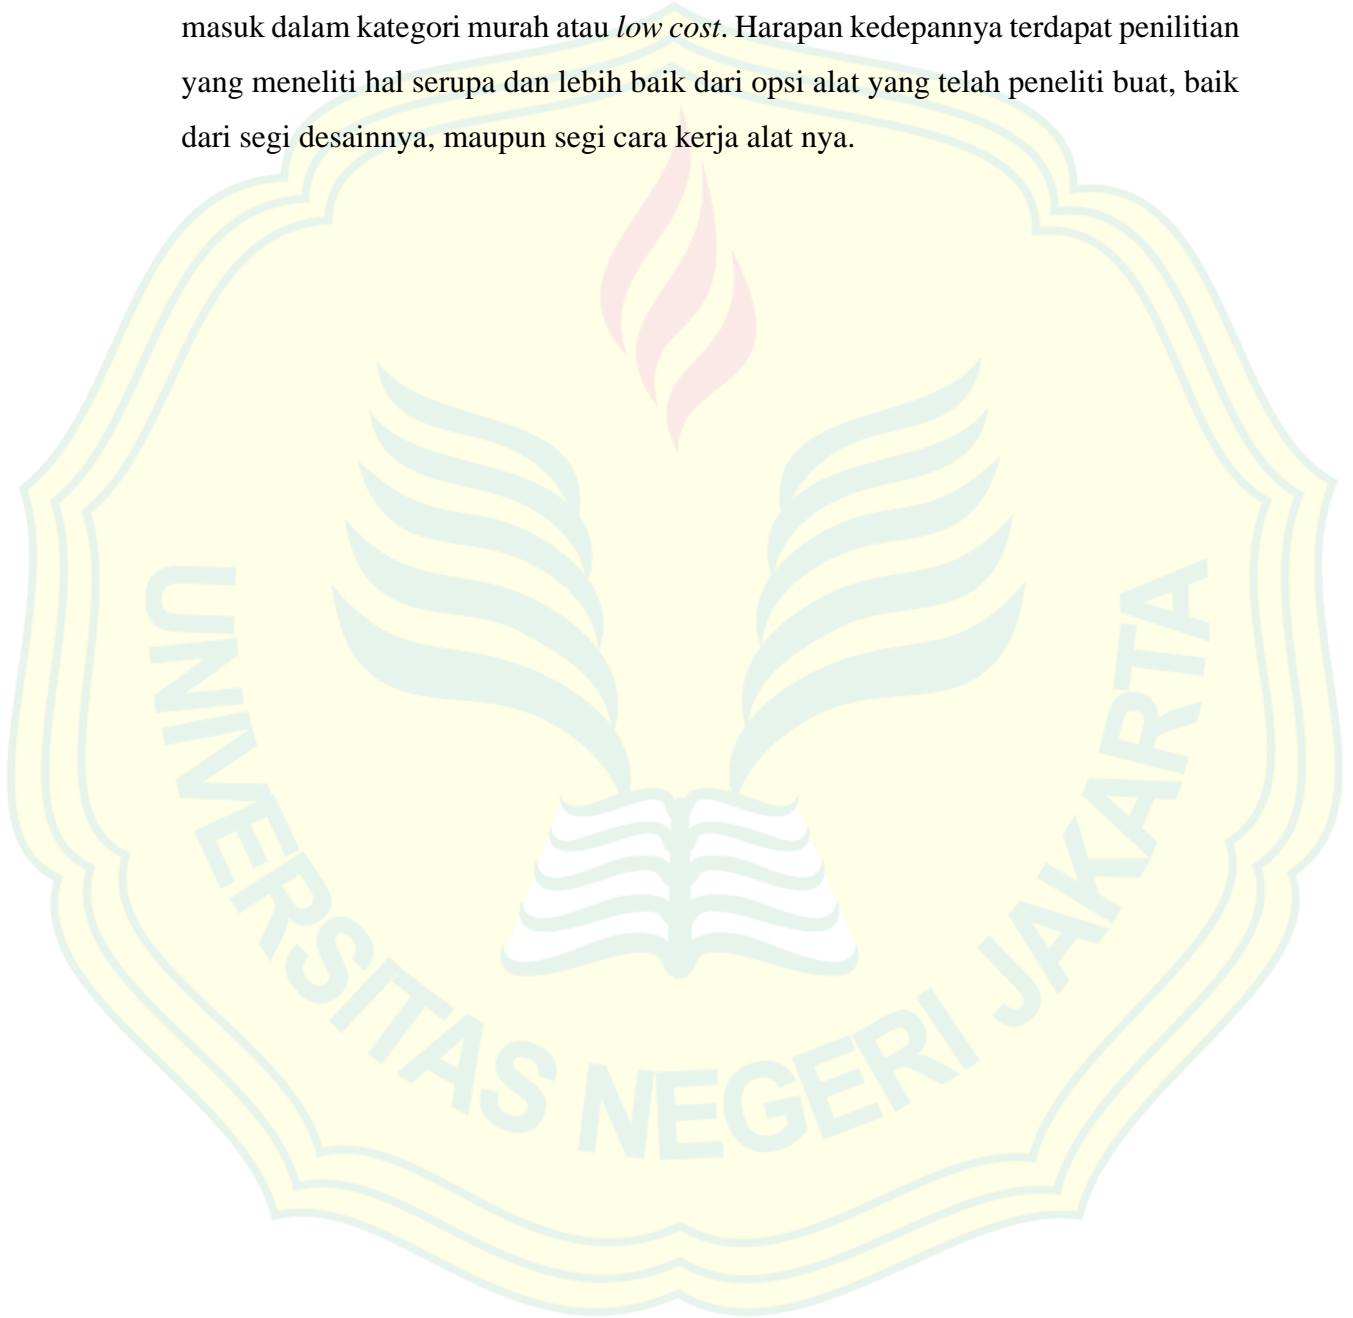 masuk dalam kategori murah atau low cost. Harapan kedepannya terdapat penilitian
yang meneliti hal serupa dan lebih baik dari opsi alat yang telah peneliti buat, baik
dari segi desainnya, maupun segi cara kerja alat nya.
UNIVERSITAS NEGERI JAKARTA